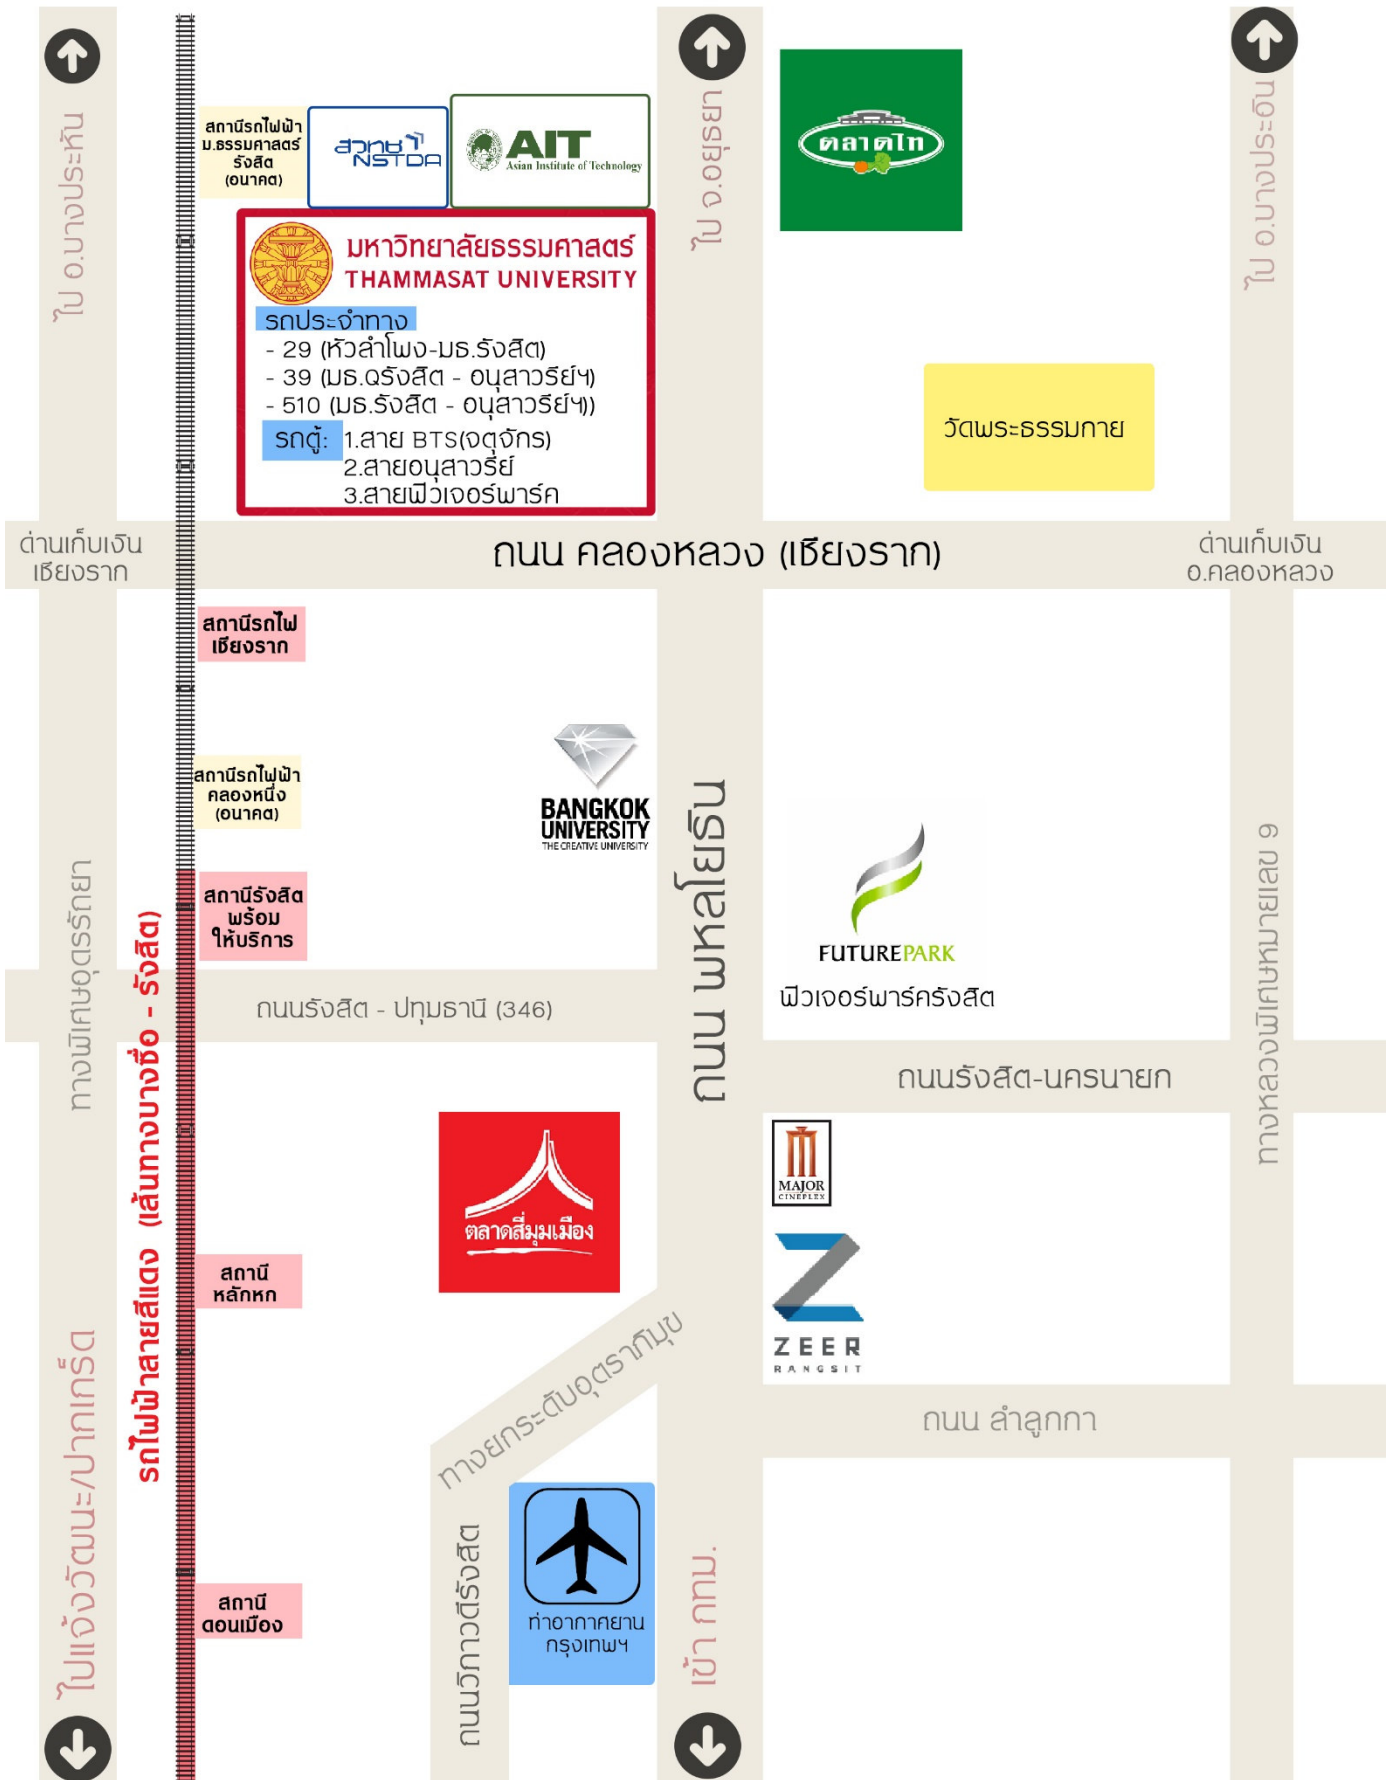 ไป อ.บางปะหัน
สถานีรถไฟฟ้า
ม.ธรรมศาสตร์
รังสิต
(อนาคต)
สวทช
NSTDA
AIT
Asian Institute of Technology
ไป จ.อยุธยา
ตลาดไท
ไป อ.บางประอิน
มหาวิทยาลัยธรรมศาสตร์
THAMMASAT UNIVERSITY
รถประจำทาง
- 29 (หัวลำโพง-มธ.รังสิต)
- 39 (มธ.ฉรังสิต - อนุสาวรีย์ฯ)
- 510 (มธ.รังสิต - อนุสาวรีย์ฯ))
รถตู้: 1.สาย BTS(จตุจักร)
2.สายอนุสาวรีย์
3.สายฟิวเจอร์พาร์ค
วัดพระธรรมกาย
ด่านเก็บเงิน
เชียงราก
ถนน คลองหลวง (เชียงราก)
ด่านเก็บเงิน
อ.คลองหลวง
สถานีรถไฟ
เชียงราก
สถานีรถไฟฟ้า
คลองหนึ่ง
(อนาคต)
BANGKOK
UNIVERSITY
THE CREATIVE UNIVERSITY
ถนน พหลโยธิน
FUTUREPARK
ฟิวเจอร์พาร์ครังสิต
ทางหลวงพิเศษหมายเลข 9
ทางพิเศษอุดรรัถยา
รถไฟฟ้าสายสีแดง (เส้นทางบางซื่อ - รังสิต)
สถานีรังสิต
พร้อม
ให้บริการ
ถนนรังสิต - ปทุมธานี (346)
ถนนรังสิต-นครนายก
ตลาดสี่มุมเมือง
MAJOR
CINEPLEX
ZEER
RANGSIT
สถานี
หลักหก
ทางยกระดับอุตราภิมุข
ถนน ลำลูกกา
ไปแจ้งวัฒนะ/ปากเกร็ด
สถานี
ดอนเมือง
ถนนวิภาวดีรังสิต
ท่าอากาศยาน
กรุงเทพฯ
เข้า กทม.